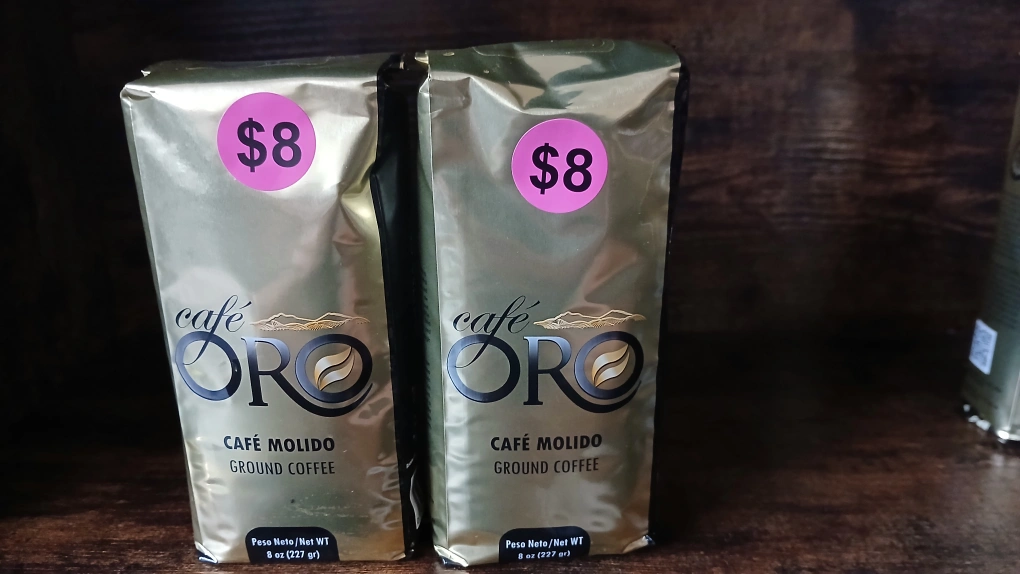 $8
café
ORO
CAFÉ MOLIDO
GROUND COFFEE
Peso Neto/Net WT
8 oz (227 gr)
$8
café
ORO
CAFÉ MOLIDO
GROUND COFFEE
Peso Neto/Net WT
8 oz (227 gr)